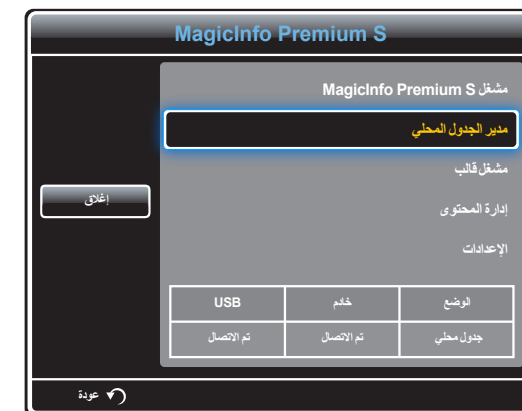 MagicInfo Premium S
مشغل MagicInfo Premium S
مدير الجدول المحلي
مشغل قالب
إدارة المحتوى
الإعدادات
إغلاق
الوضع خادم USB
جدول محلي تم الاتصال تم الاتصال
عودة